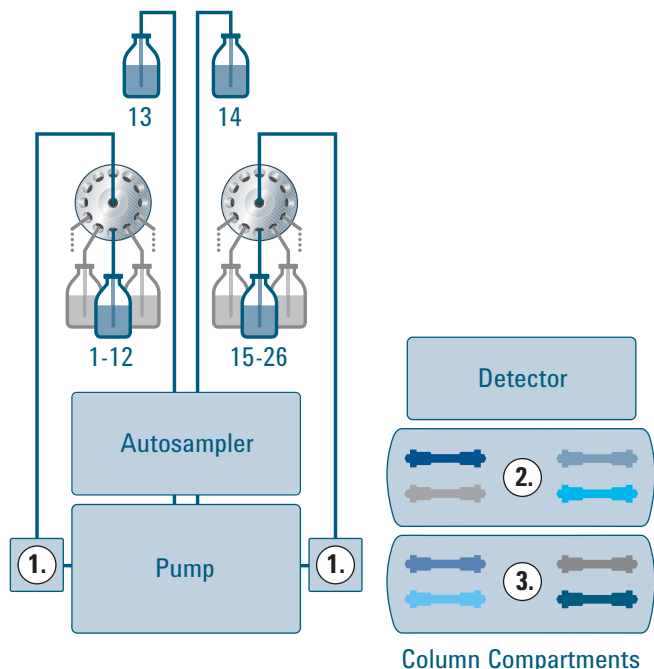 13
14
1-12
15-26
Detector
Autosampler
2.
1.
Pump
1.
3.
Column Compartments